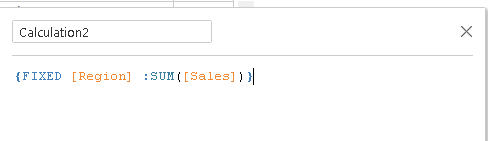 Calculation2
{FIXED [Region] :SUM([Sales])}